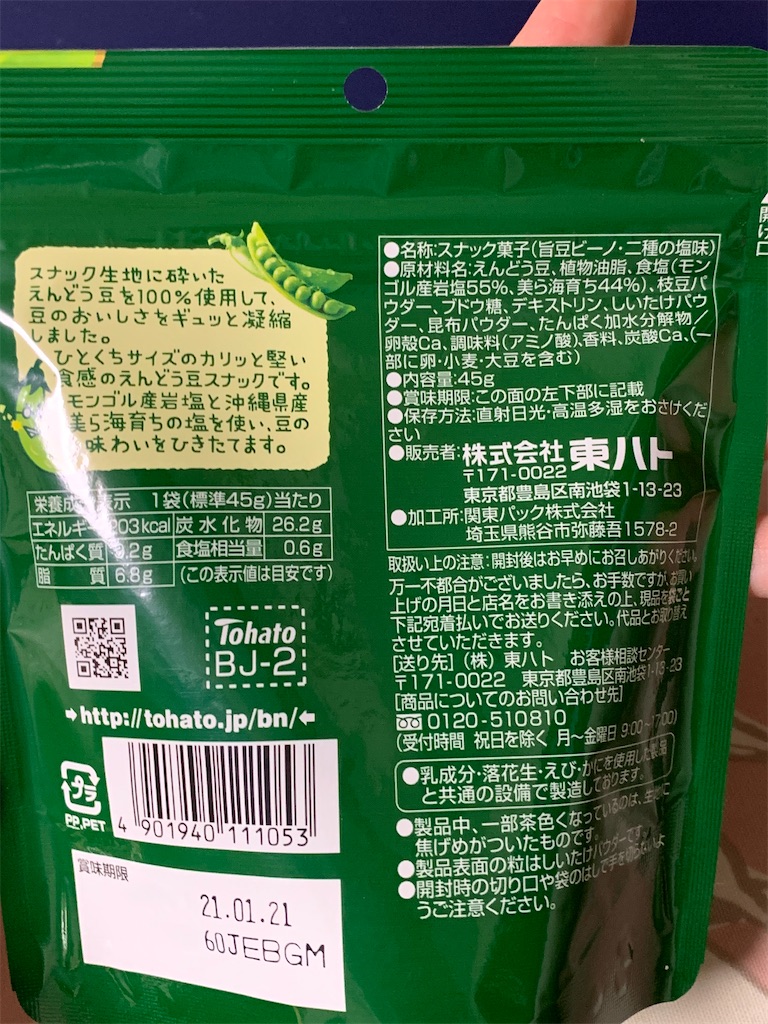 スナック生地に砕いた
えんどう豆を100%使用して、
豆のおいしさをギュッと凝縮
しました。
ひとくちサイズのカリッと堅い
食感のえんどう豆スナックです。
モンゴル産岩塩と沖縄県産
美ら海育ちの塩を使い、豆の
味わいをひきたてます。
栄養成 表示 1袋(標準45g)当たり
エネルギー 203kcal 炭水化物 26.2g
たんぱく質 .2g 食塩相当量 0.6g
脂質 6.8g (この表示値は目安です)
Tohato
BJ-2
➔http://tohato.jp/bn/←
プラ
PP,PET
4 901940 111053
賞味期限
21.01.21
60JEBGM
●名称:スナック菓子(旨豆ビーノ・二種の塩味)
●原材料名:えんどう豆、植物油脂、食塩(モン
ゴル産岩塩55%、美ら海育ち44%)、枝豆パ
ウダー、ブドウ糖、デキストリン、しいたけパウ
ダー、昆布パウダー、たんぱく加水分解物/
卵殻Ca、調味料(アミノ酸)、香料、炭酸Ca、(一
部に卵・小麦・大豆を含む)
●内容量:45g
●賞味期限:この面の左下部に記載
●保存方法:直射日光・高温多湿をおさけくだ
さい
●販売者:株式会社東ハト
〒171-0022
東京都豊島区南池袋1-13-23
●加工所:関東パック株式会社
埼玉県熊谷市弥藤吾1578-2
取扱い上の注意:開封後はお早めにお召しあがりください。
万一不都合がございましたら、お手数ですが、お買い
上げの月日と店名をお書き添えの上、現品を袋ごと
下記宛着払いでお送りください。代品とお取り替え
させていただきます。
[送り先](株)東ハト お客様相談センター
〒171-0022 東京都豊島区南池袋1-13-23
[商品についてのお問い合わせ先]
0120-510810
(受付時間 祝日を除く 月〜金曜日 9:00〜17:00)
●乳成分・落花生・えび・かにを使用した製品
と共通の設備で製造しております。
●製品中、一部茶色くなっているのは、生地に
焦げめがついたものです。
●製品表面の粒はしいたけパウダーです。
●開封時の切り口や袋のはしで手を切らないよ
うご注意ください。
開け口